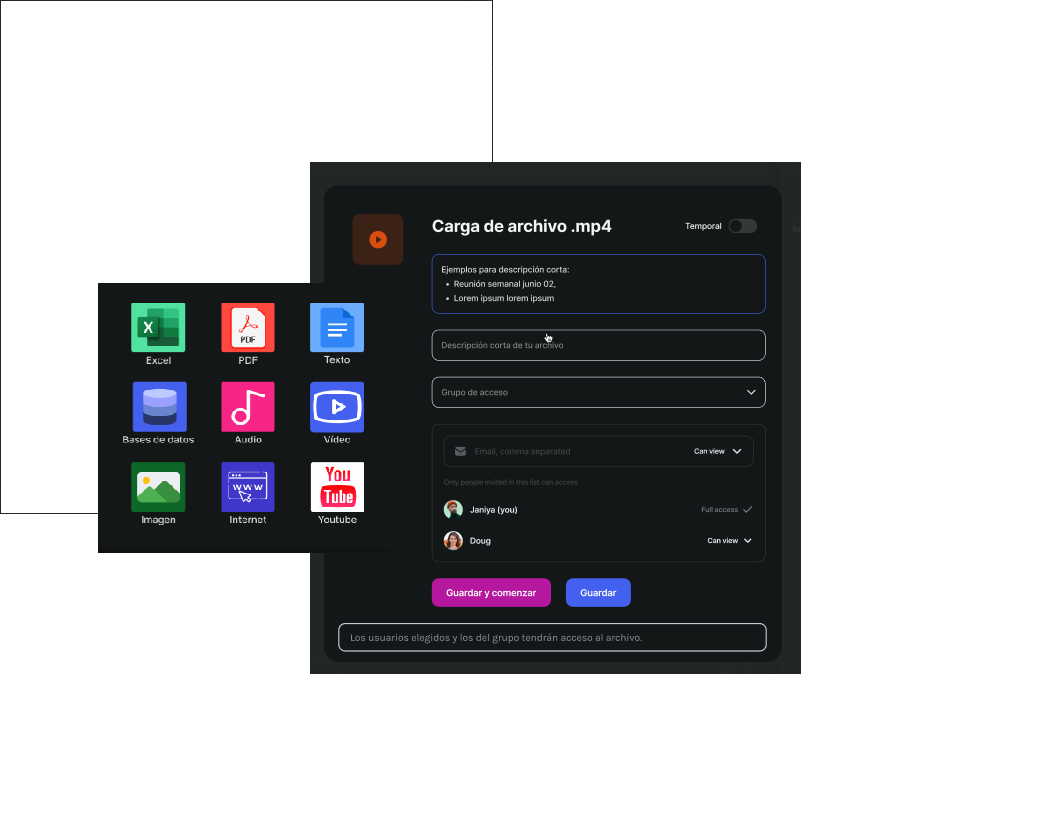 Carga de archivo .mp4
Temporal
Ejemplos para descripción corta:
• Reunión semanal junio 02,
• Lorem ipsum lorem ipsum
Descripción corta de tu archivo
Grupo de acceso
Email, comma separated
Can view
Only people invited in this list can access
Janiya (you)
Full access
Doug
Can view
Guardar y comenzar
Guardar
Los usuarios elegidos y los del grupo tendrán acceso al archivo.
X
PDF
Excel
PDF
Texto
Bases de datos
Audio
Vídeo
WWW
You
Tube
Imagen
Internet
Youtube